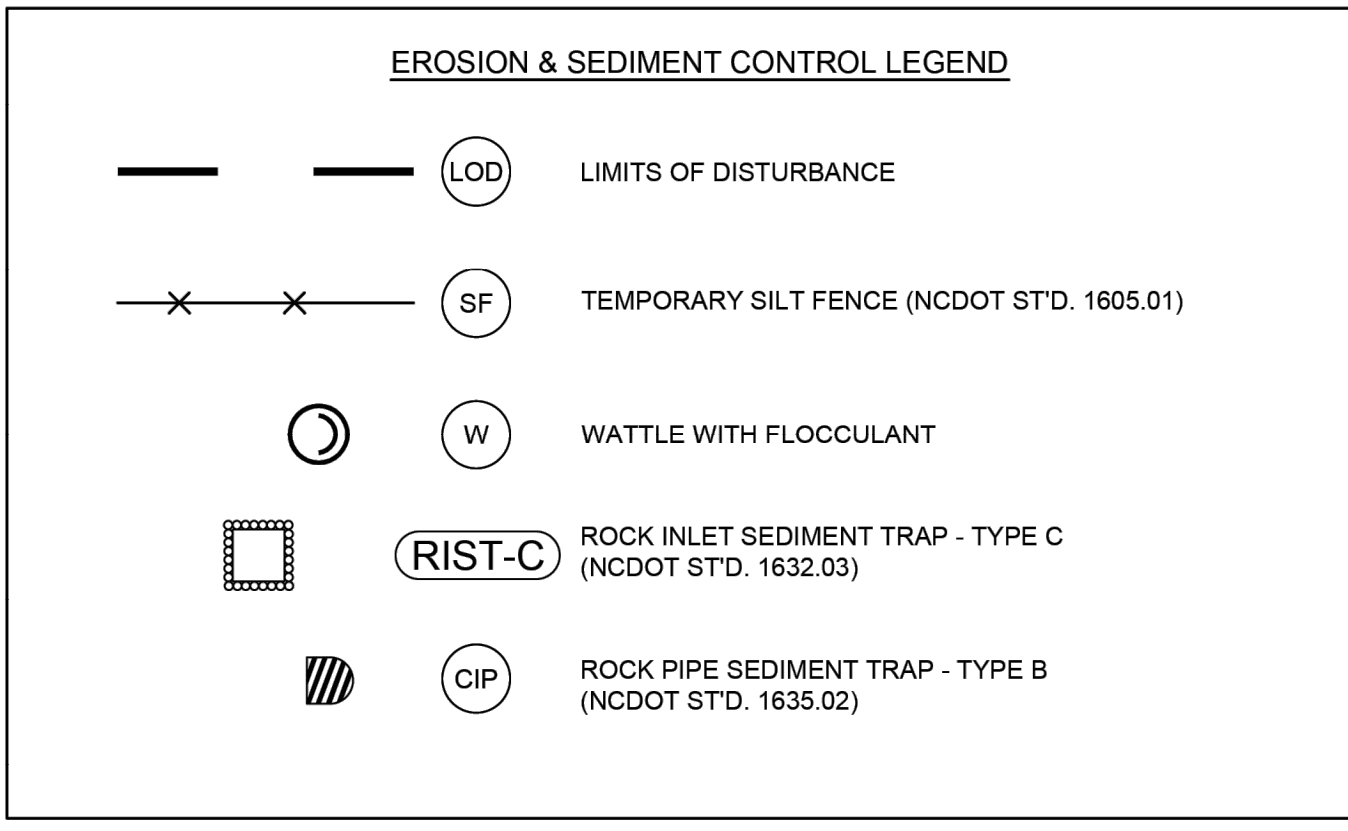 EROSION & SEDIMENT CONTROL LEGEND
LOD LIMITS OF DISTURBANCE
SF TEMPORARY SILT FENCE (NCDOT ST'D. 1605.01)
W WATTLE WITH FLOCCULANT
RIST-C ROCK INLET SEDIMENT TRAP - TYPE C
(NCDOT ST'D. 1632.03)
CIP ROCK PIPE SEDIMENT TRAP - TYPE B
(NCDOT ST'D. 1635.02)